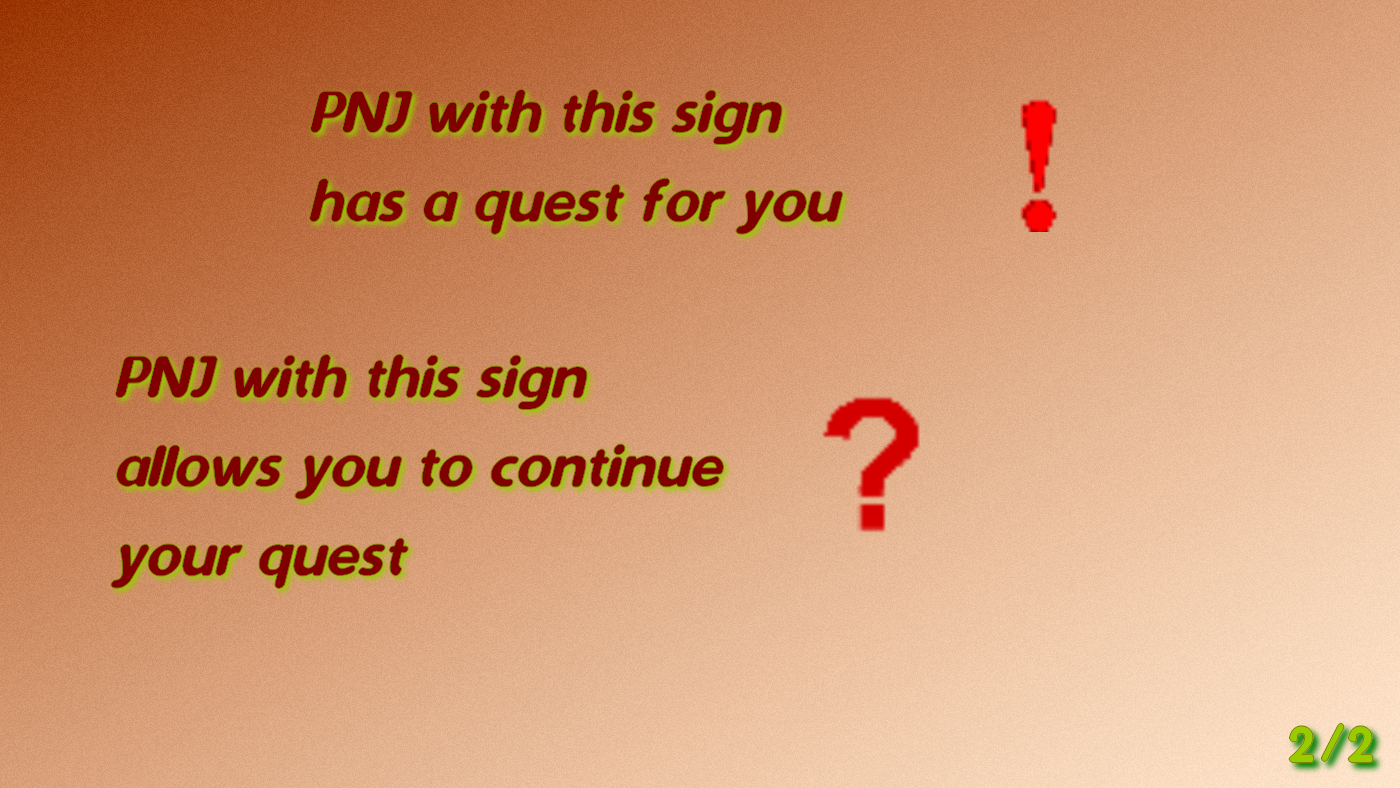 PNJ with this sign
has a quest for you
!
PNJ with this sign
allows you to continue
your quest
?
2/2